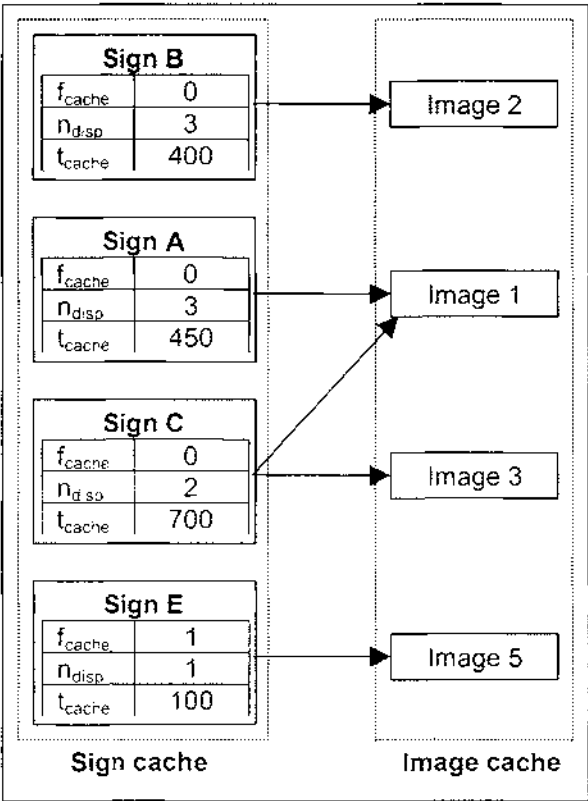 Sign B
f_cache 0
n_disp 3
t_cache 400
Image 2
Sign A
f_cache 0
n_disp 3
t_cache 450
Image 1
Sign C
f_cache 0
n_disp 2
t_cache 700
Image 3
Sign E
f_cache 1
n_disp 1
t_cache 100
Image 5
Sign cache
Image cache